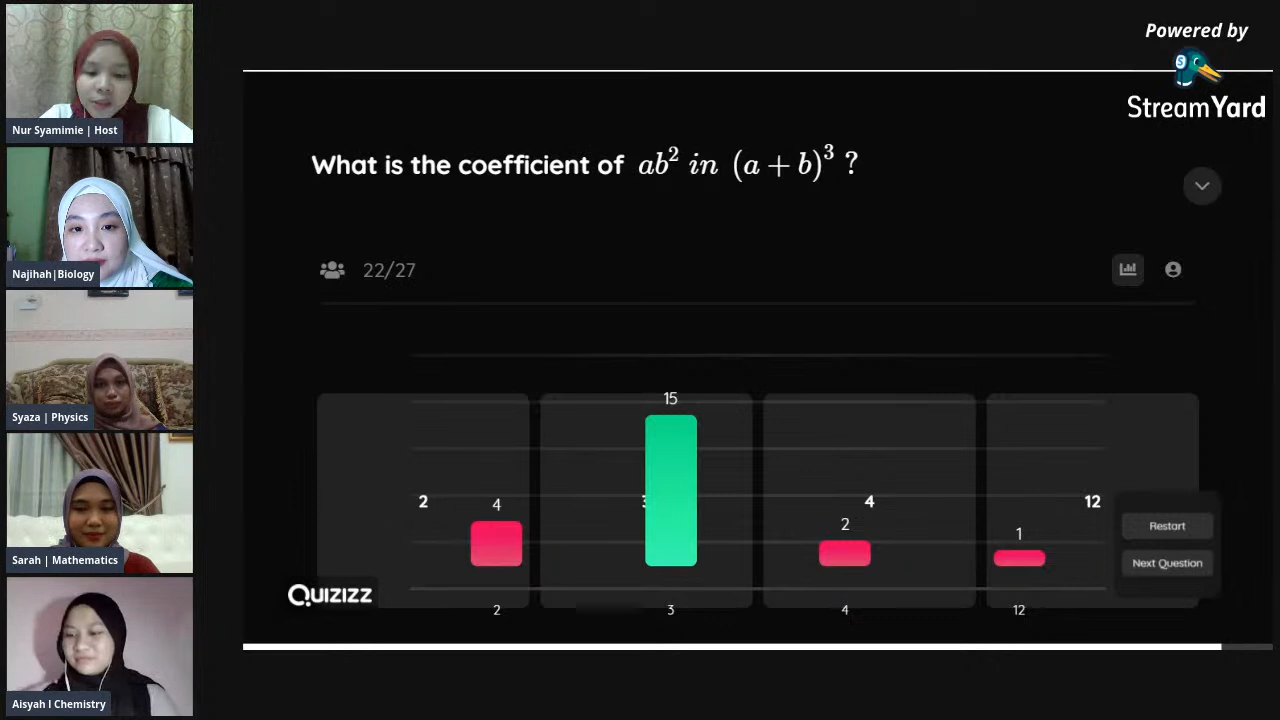 Nur Syamimie | Host
Najihah|Biology
Syaza | Physics
Sarah | Mathematics
Aisyah l Chemistry
Powered by
StreamYard
What is the coefficient of ab² in (a + b)³ ?
22/27
15
2
4
4
2
12
1
Restart
Next Question
QUIZIZZ
2
3
4
12